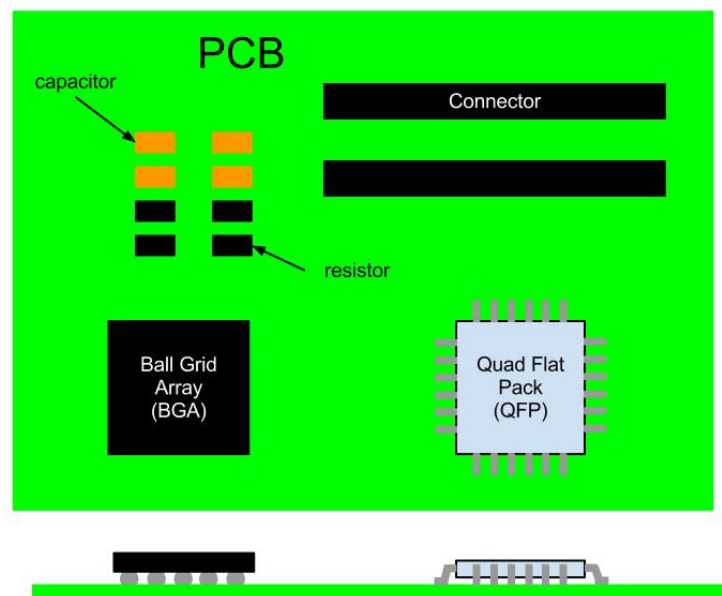 PCB
capacitor
Connector
resistor
Ball Grid
Array
(BGA)
Quad Flat
Pack
(QFP)